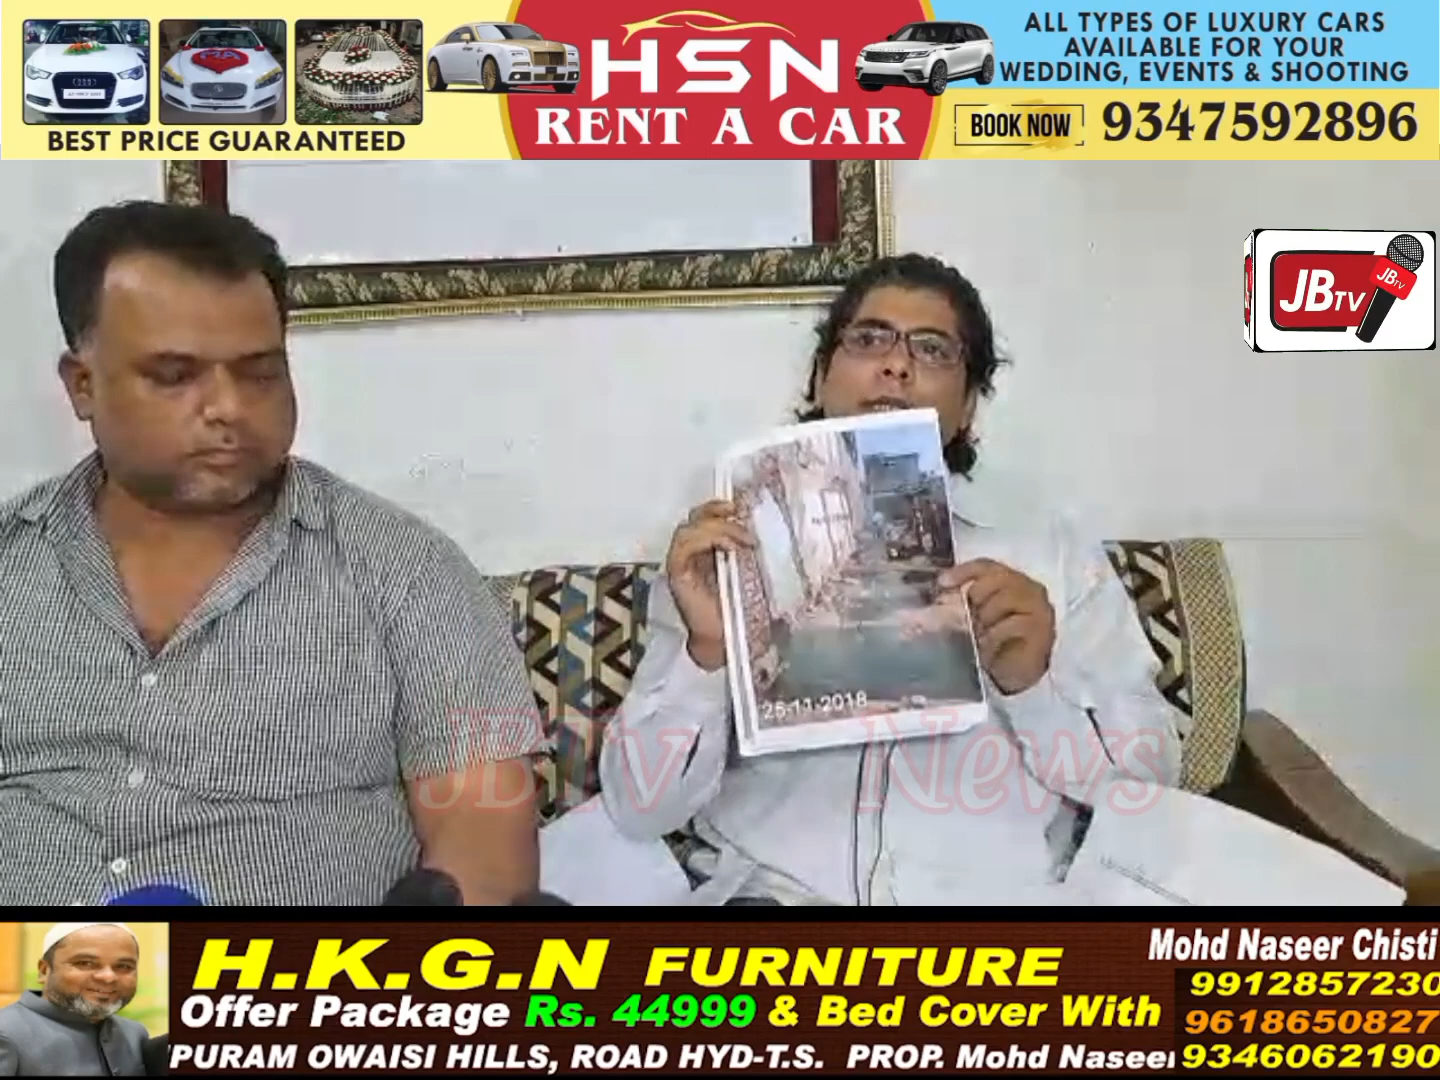 BEST PRICE GUARANTEED
HSN
RENT A CAR
ALL TYPES OF LUXURY CARS
AVAILABLE FOR YOUR
WEDDING, EVENTS & SHOOTING
BOOK NOW
9347592896
JBTV
JBTV
25-11-2018
JBTv News
H.K.G.N FURNITURE
Offer Package Rs. 44999 & Bed Cover With
'PURAM OWAISI HILLS, ROAD HYD-T.S. PROP. Mohd Naseer
Mohd Naseer Chisti
9912857230
9618650827
9346062190